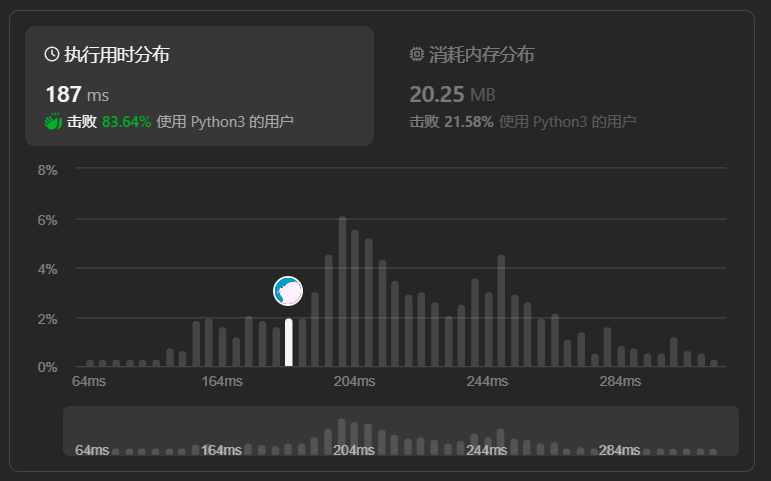 执行用时分布
187 ms
击败 83.64% 使用 Python3 的用户
消耗内存分布
20.25 MB
击败 21.58% 使用 Python3 的用户
8%
6%
4%
2%
0%
64ms 164ms 204ms 244ms 284ms
64ms 164ms 204ms 244ms 284ms